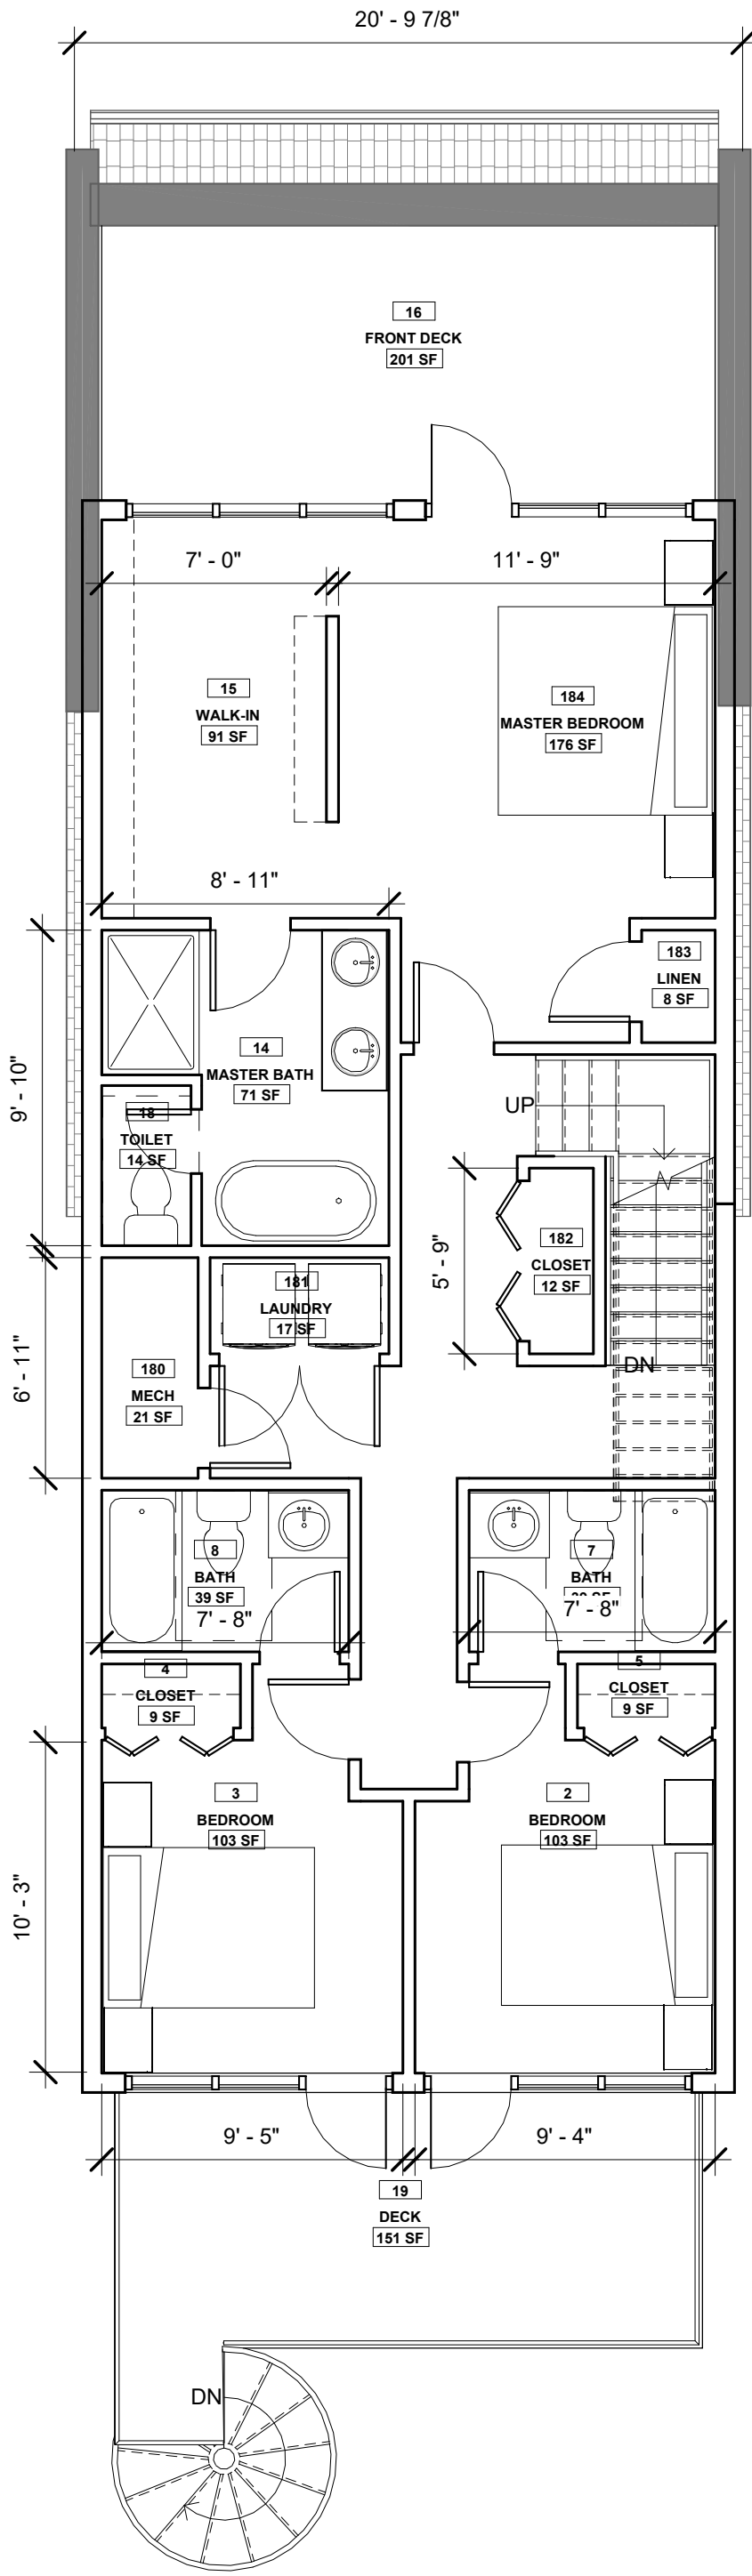 20' - 9 7/8"
16
FRONT DECK
201 SF
7' - 0"
11' - 9"
15
WALK-IN
91 SF
184
MASTER BEDROOM
176 SF
8' - 11"
183
LINEN
8 SF
9' - 10"
14
MASTER BATH
71 SF
18
TOILET
14 SF
UP
5' - 9"
182
CLOSET
12 SF
181
LAUNDRY
17 SF
6' - 11"
180
MECH
21 SF
DN
8
BATH
39 SF
7' - 8"
7
BATH
7' - 8"
4
CLOSET
9 SF
5
CLOSET
9 SF
3
BEDROOM
103 SF
2
BEDROOM
103 SF
10' - 3"
9' - 5"
9' - 4"
19
DECK
151 SF
DN